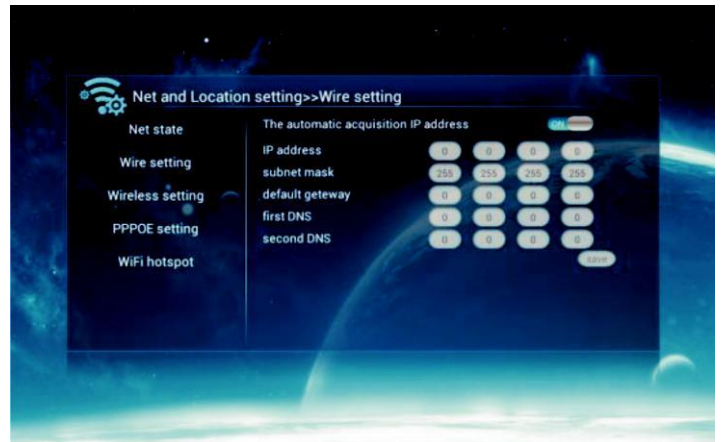 Net and Location setting>>Wire setting
Net state
Wire setting
Wireless setting
PPPOE setting
WiFi hotspot
The automatic acquisition IP address ON
IP address 0 0 0 0
subnet mask 255 255 255 255
default geteway 0 0 0 0
first DNS 0 0 0 0
second DNS 0 0 0 0
save